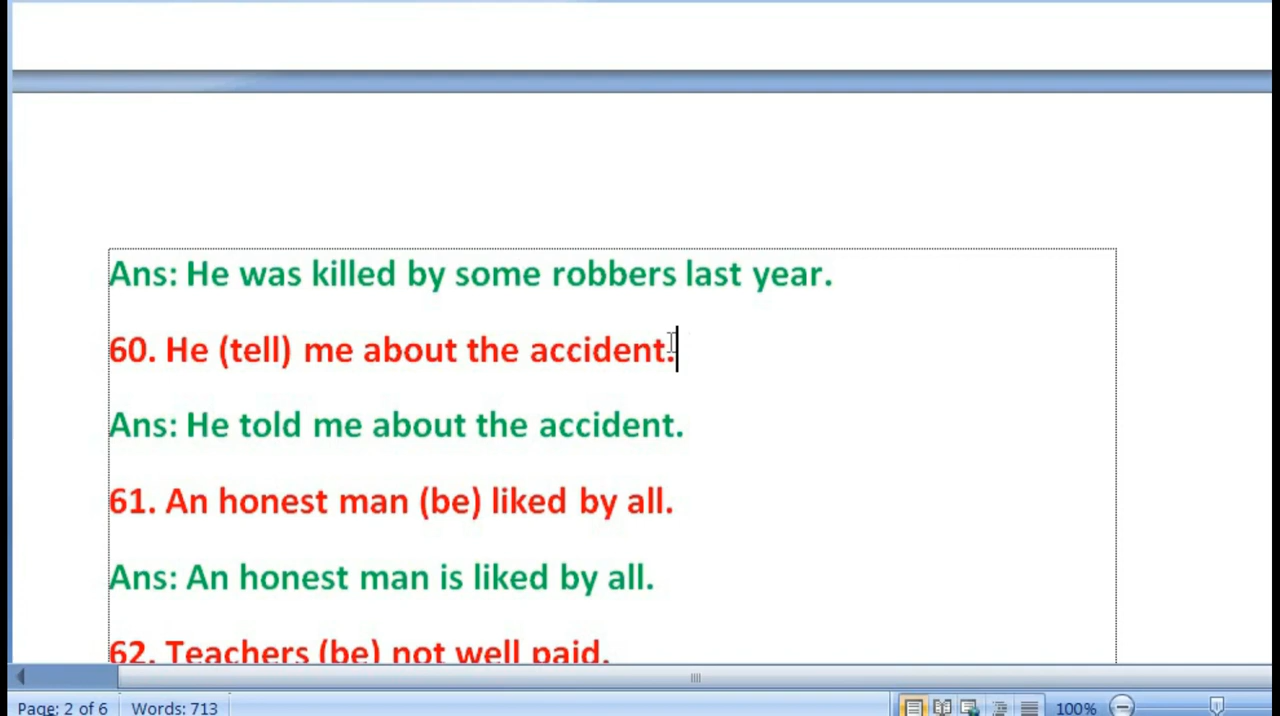 Ans: He was killed by some robbers last year.
60. He (tell) me about the accident.
Ans: He told me about the accident.
61. An honest man (be) liked by all.
Ans: An honest man is liked by all.
62. Teachers (be) not well paid.
Page: 2 of 6 Words: 713 100%